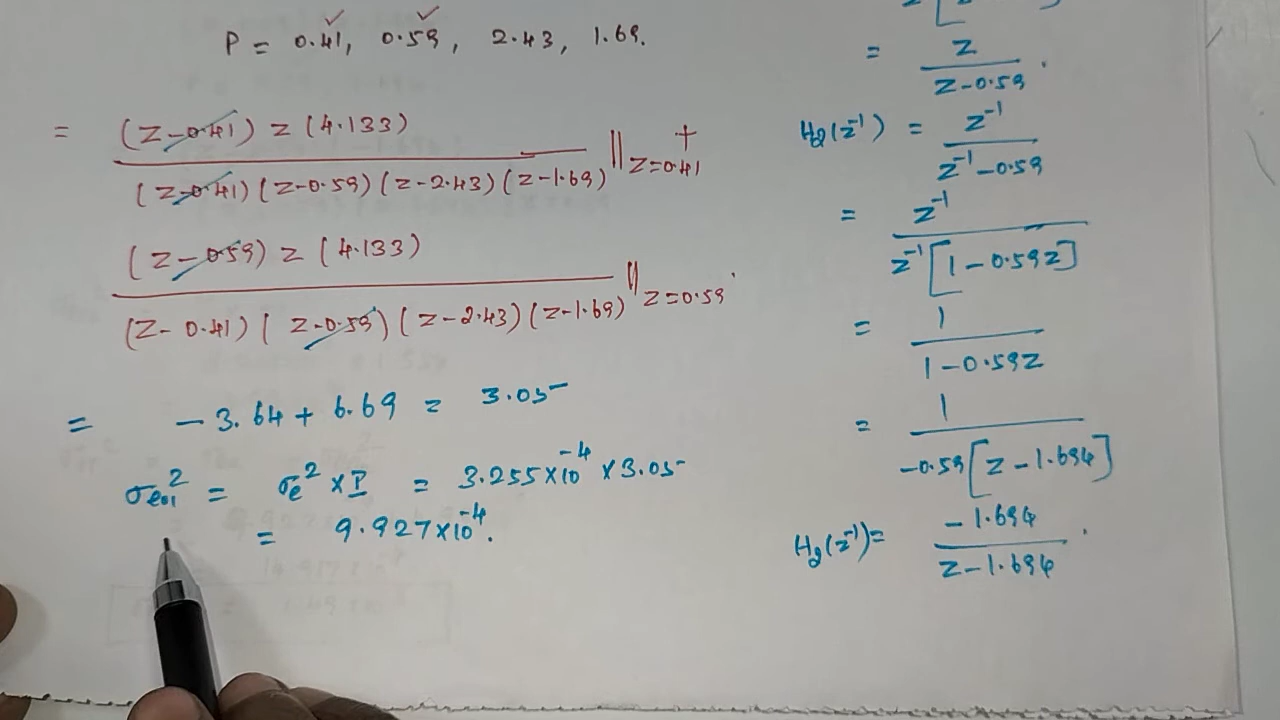 P = 0.41, 0.59, 2.43, 1.69.
= (z-0.41) z (4.133)
(z-0.41) (z-0.59) (z-2.43) (z-1.69) || z=0.41 +
(z-0.59) z (4.133)
(z-0.41) (z-0.59) (z-2.43) (z-1.69) || z=0.59
= -3.64 + 6.69 = 3.05
σe01² = σe² × I = 3.255×10⁻⁴ × 3.05
= 9.927×10⁻⁴.
= z
z-0.59 .
H2(z⁻¹) = z⁻¹
z⁻¹-0.59
= z⁻¹
z⁻¹[1-0.59z]
= 1
1-0.59z
= 1
-0.59[z-1.694]
H2(z⁻¹)= -1.694
z-1.694 .